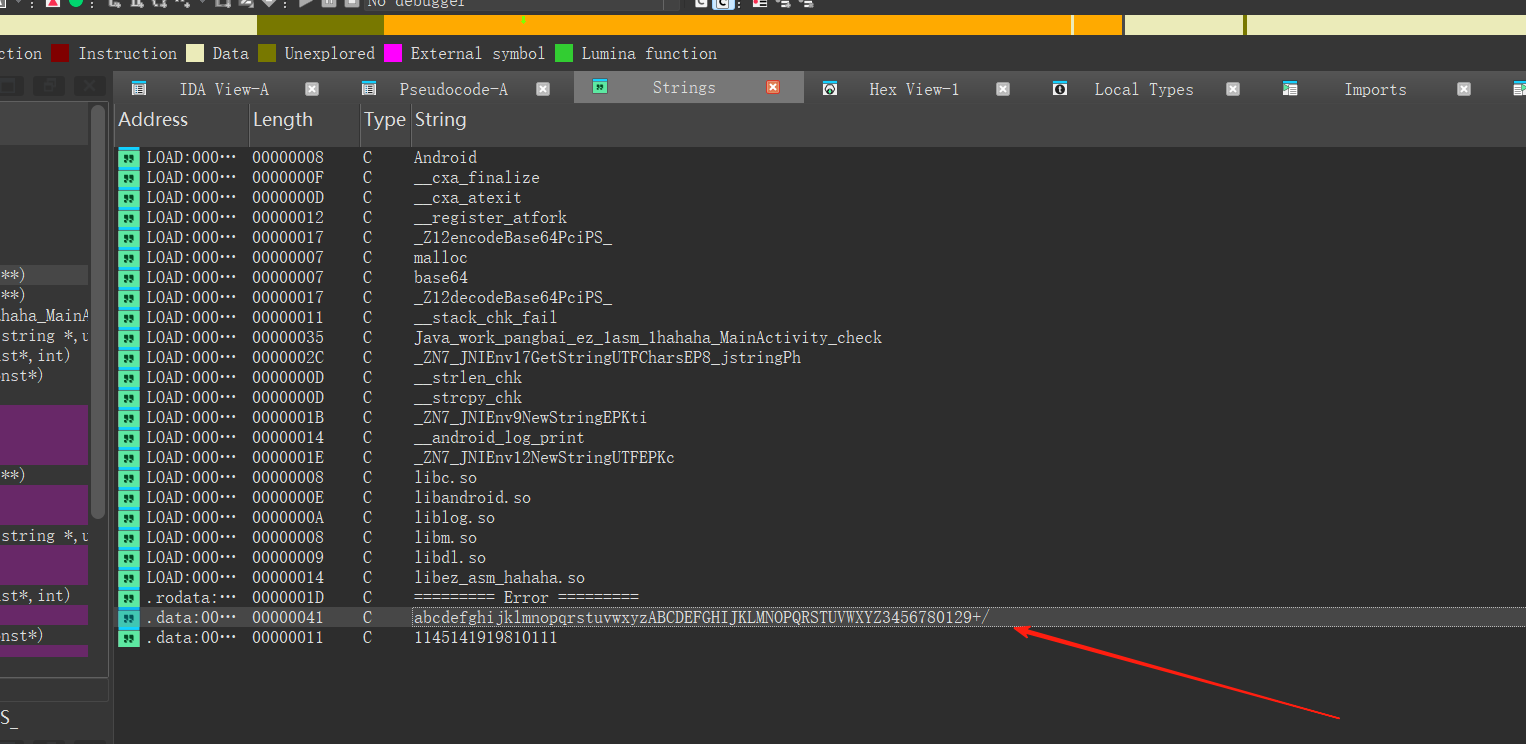 No debugger
ction Instruction Data Unexplored External symbol Lumina function
IDA View-A Pseudocode-A Strings Hex View-1 Local Types Imports
Address Length Type String
LOAD:000… 00000008 C Android
LOAD:000… 0000000F C __cxa_finalize
LOAD:000… 0000000D C __cxa_atexit
LOAD:000… 00000012 C __register_atfork
LOAD:000… 00000017 C _Z12encodeBase64PciPS_
LOAD:000… 00000007 C malloc
**) LOAD:000… 00000007 C base64
**) LOAD:000… 00000017 C _Z12decodeBase64PciPS_
haha_MainA LOAD:000… 00000011 C __stack_chk_fail
string *,u LOAD:000… 00000035 C Java_work_pangbai_ez_1asm_1hahaha_MainActivity_check
st*,int) LOAD:000… 0000002C C _ZN7_JNIEnv17GetStringUTFCharsEP8_jstringPh
nst*) LOAD:000… 0000000D C __strlen_chk
LOAD:000… 0000000D C __strcpy_chk
LOAD:000… 0000001B C _ZN7_JNIEnv9NewStringEPKti
LOAD:000… 00000014 C __android_log_print
LOAD:000… 0000001E C _ZN7_JNIEnv12NewStringUTFEPKc
**) LOAD:000… 00000008 C libc.so
LOAD:000… 0000000E C libandroid.so
LOAD:000… 0000000A C liblog.so
string *,u LOAD:000… 00000008 C libm.so
LOAD:000… 00000009 C libdl.so
LOAD:000… 00000014 C libez_asm_hahaha.so
st*,int) .rodata:… 0000001D C ========= Error =========
.data:00… 00000041 C abcdefghijklmnopqrstuvwxyzABCDEFGHIJKLMNOPQRSTUVWXYZ3456780129+/
nst*) .data:00… 00000011 C 1145141919810111
S_